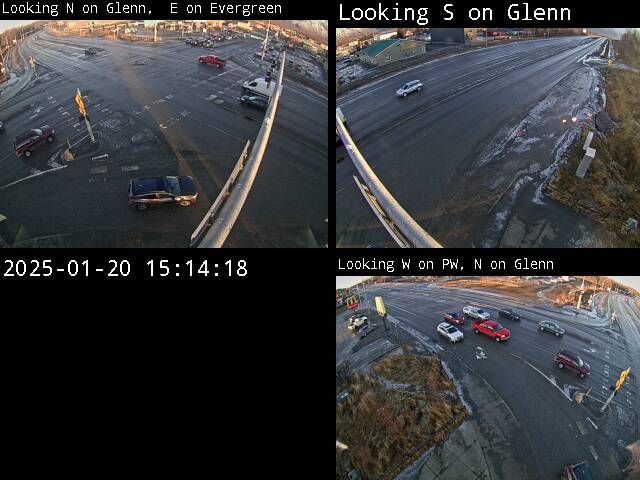 Looking N on Glenn,  E on Evergreen
Looking S on Glenn
2025-01-20 15:14:18
Looking W on PW, N on Glenn